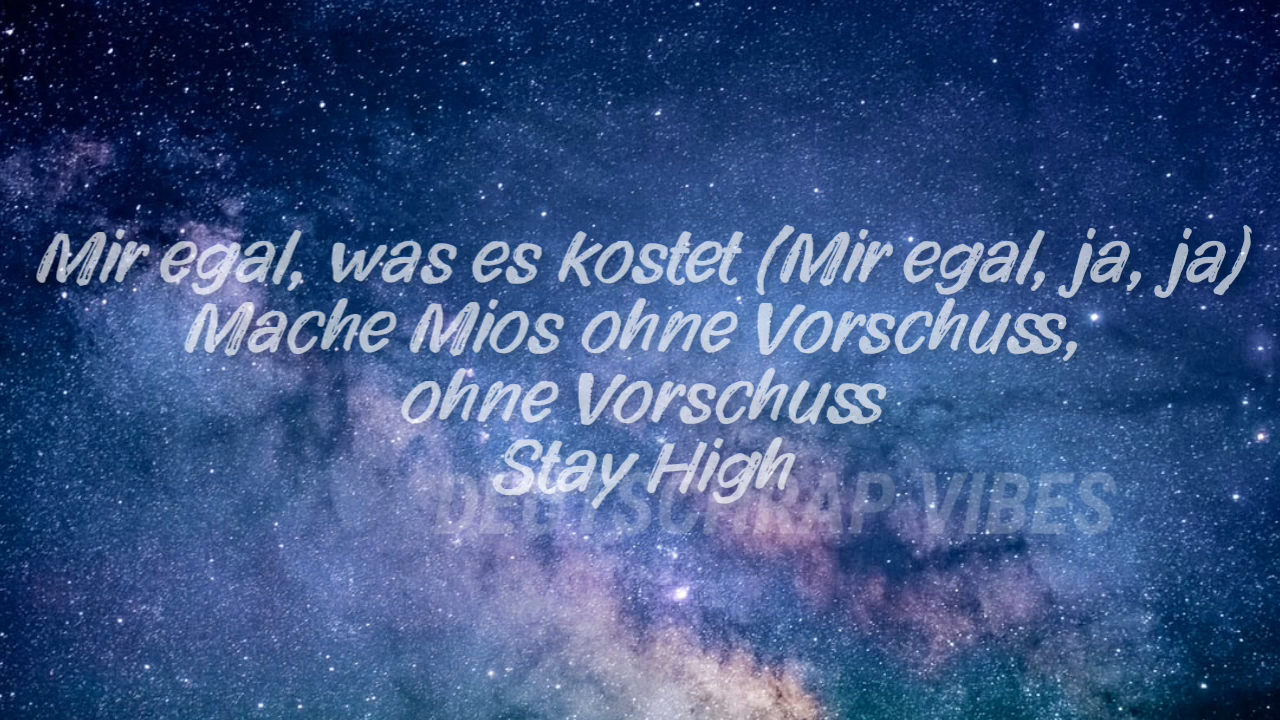 Mir egal, was es kostet (Mir egal, ja, ja)
Mache Mios ohne Vorschuss,
ohne Vorschuss
Stay High
DEUTSCHRAP VIBES